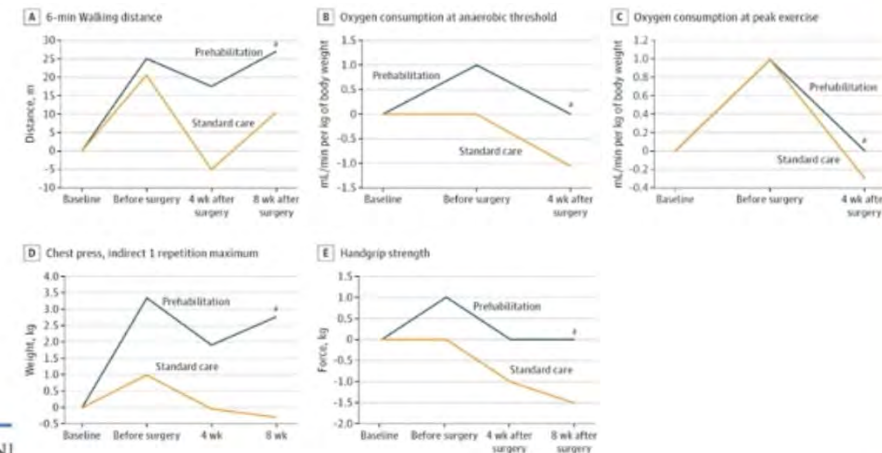 A 6-min Walking distance
Distance, m
30
25
20
15
10
5
0
-5
-10
Prehabilitation
a
Standard care
Baseline Before surgery 4 wk after surgery 8 wk after surgery
B Oxygen consumption at anaerobic threshold
mL/min per kg of body weight
1.5
1.0
0.5
0
-0.5
-1.0
-1.5
Prehabilitation
a
Standard care
Baseline Before surgery 4 wk after surgery
C Oxygen consumption at peak exercise
mL/min per kg of body weight
1.2
1.0
0.8
0.6
0.4
0.2
0
-0.2
-0.4
Prehabilitation
a
Standard care
Baseline Before surgery 4 wk after surgery
D Chest press, indirect 1 repetition maximum
Weight, kg
4.0
3.5
3.0
2.5
2.0
1.5
1.0
0.5
0
-0.5
Prehabilitation
a
Standard care
Baseline Before surgery 4 wk 8 wk
E Handgrip strength
Force, kg
1.5
1.0
0.5
0
-0.5
-1.0
-1.5
-2.0
Prehabilitation
a
Standard care
Baseline Before surgery 4 wk after surgery 8 wk after surgery